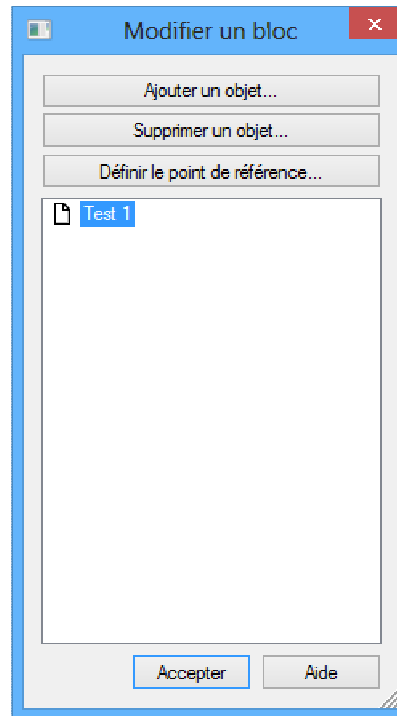 Modifier un bloc
Ajouter un objet...
Supprimer un objet...
Définir le point de référence...
Test 1
Accepter
Aide